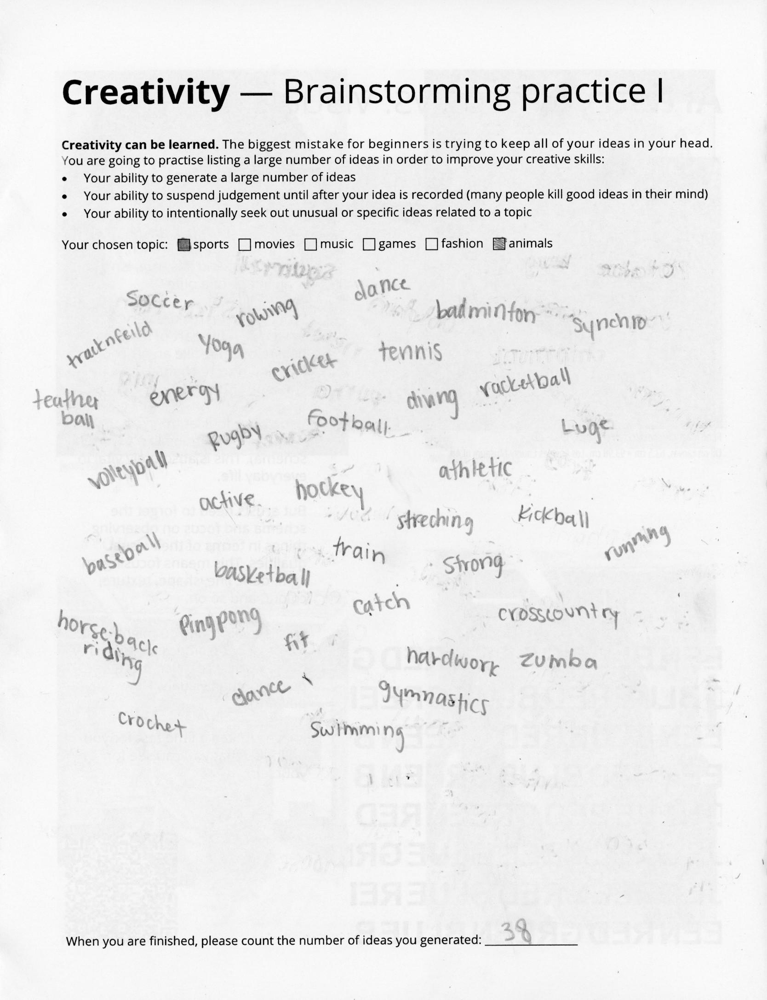 Creativity — Brainstorming practice I
Creativity can be learned. The biggest mistake for beginners is trying to keep all of your ideas in your head.
You are going to practise listing a large number of ideas in order to improve your creative skills:
• Your ability to generate a large number of ideas
• Your ability to suspend judgement until after your idea is recorded (many people kill good ideas in their mind)
• Your ability to intentionally seek out unusual or specific ideas related to a topic
Your chosen topic: sports movies music games fashion animals
dance
soccer
rowing
badminton
synchro
tracknfeild
yoga
tennis
cricket
racketball
teather
ball
energy
diving
football
Luge
Rugby
volleyball
athletic
active
hockey
streching
kickball
running
baseball
train
strong
basketball
catch
crosscountry
horseback
riding
Pingpong
fit
hardwork
zumba
dance
gymnastics
crochet
swimming
When you are finished, please count the number of ideas you generated: 38